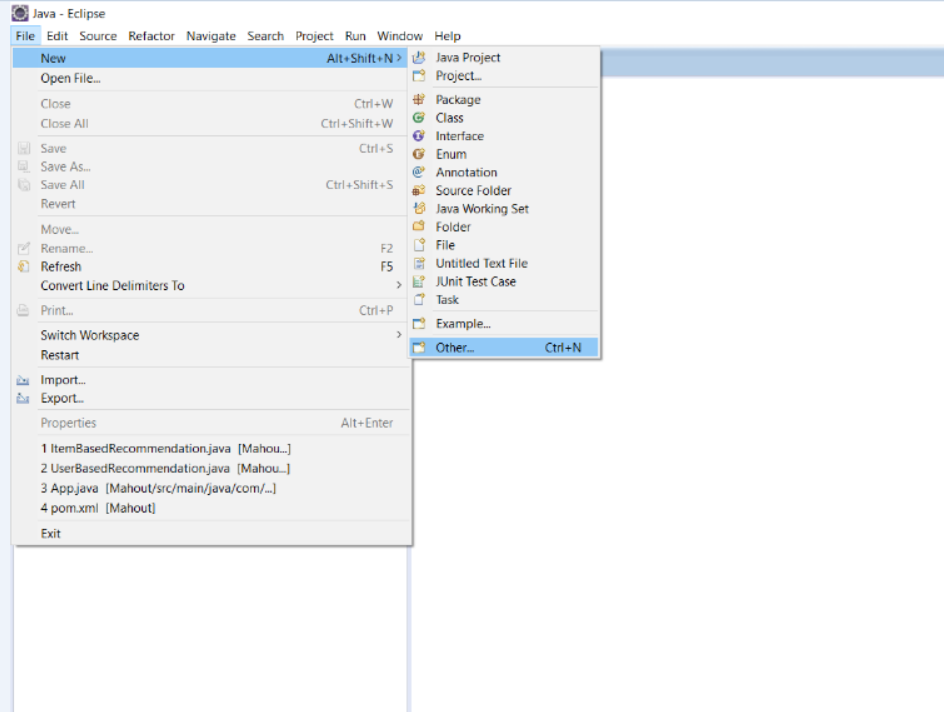 Java - Eclipse
File Edit Source Refactor Navigate Search Project Run Window Help
New Alt+Shift+N
Open File...
Close Ctrl+W
Close All Ctrl+Shift+W
Save Ctrl+S
Save As...
Save All Ctrl+Shift+S
Revert
Move...
Rename... F2
Refresh F5
Convert Line Delimiters To
Print... Ctrl+P
Switch Workspace
Restart
Import...
Export...
Properties Alt+Enter
1 ItemBasedRecommendation.java [Mahou...]
2 UserBasedRecommendation.java [Mahou...]
3 App.java [Mahout/src/main/java/com/...]
4 pom.xml [Mahout]
Exit
Java Project
Project...
Package
Class
Interface
Enum
Annotation
Source Folder
Java Working Set
Folder
File
Untitled Text File
JUnit Test Case
Task
Example...
Other... Ctrl+N